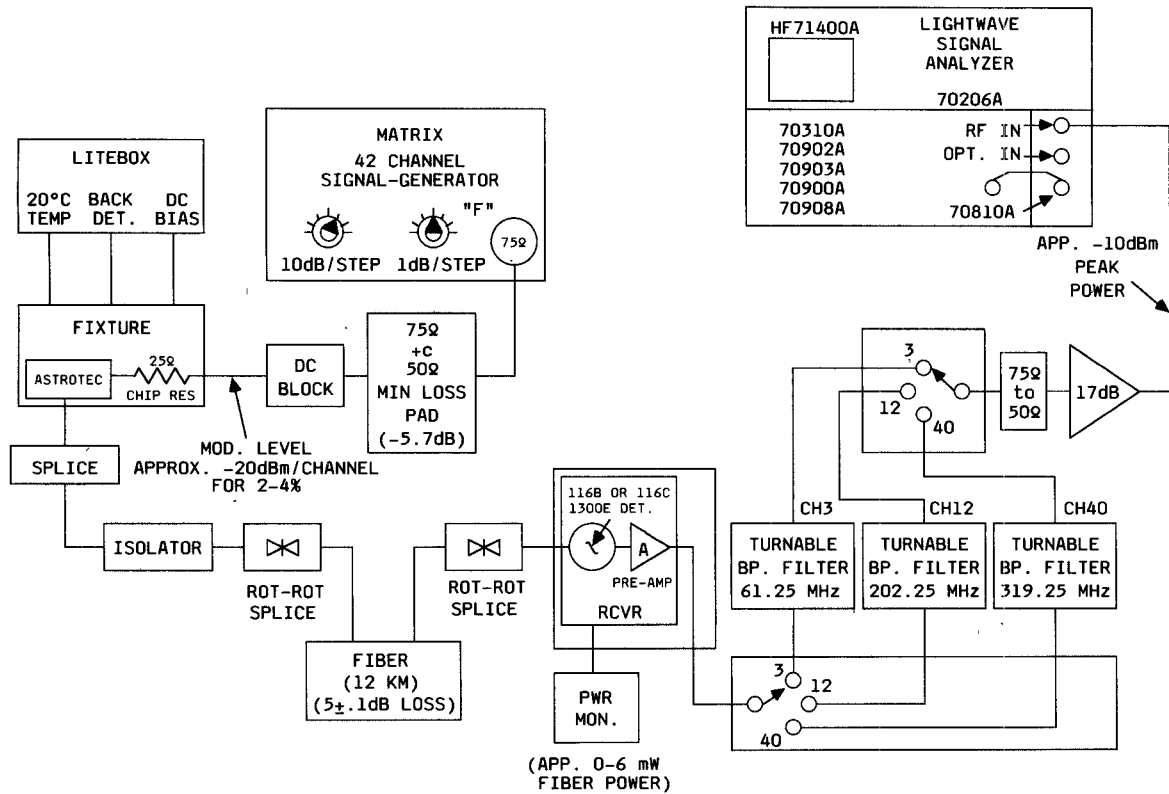 HF71400A
LIGHTWAVE
SIGNAL
ANALYZER
70206A
70310A
70902A
70903A
70900A
70908A
RF IN
OPT. IN
70810A
APP. -10dBm
PEAK
POWER
LITEBOX
20°C
TEMP
BACK
DET.
DC
BIAS
MATRIX
42 CHANNEL
SIGNAL-GENERATOR
"F"
75Ω
10dB/STEP
1dB/STEP
FIXTURE
ASTROTEC
25Ω
CHIP RES
DC
BLOCK
75Ω
+c
50Ω
MIN LOSS
PAD
(-5.7dB)
MOD. LEVEL
APPROX. -20dBm/CHANNEL
FOR 2-4%
SPLICE
ISOLATOR
ROT-ROT
SPLICE
FIBER
(12 KM)
(5±.1dB LOSS)
ROT-ROT
SPLICE
116B OR 116C
1300E DET.
A
PRE-AMP
RCVR
PWR
MON.
(APP. 0-6 mW
FIBER POWER)
3
12
40
75Ω
to
50Ω
17dB
CH3
CH12
CH40
TURNABLE
BP. FILTER
61.25 MHz
TURNABLE
BP. FILTER
202.25 MHz
TURNABLE
BP. FILTER
319.25 MHz
3
12
40